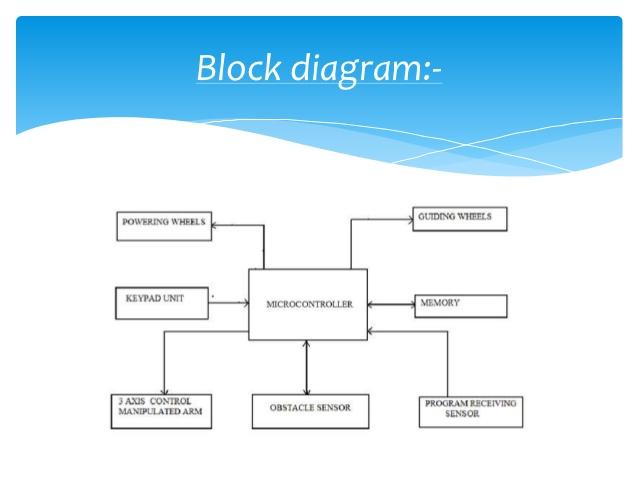 Block diagram:-
POWERING WHEELS
GUIDING WHEELS
KEYPAD UNIT
MICROCONTROLLER
MEMORY
3 AXIS CONTROL
MANIPULATED ARM
OBSTACLE SENSOR
PROGRAM RECEIVING
SENSOR